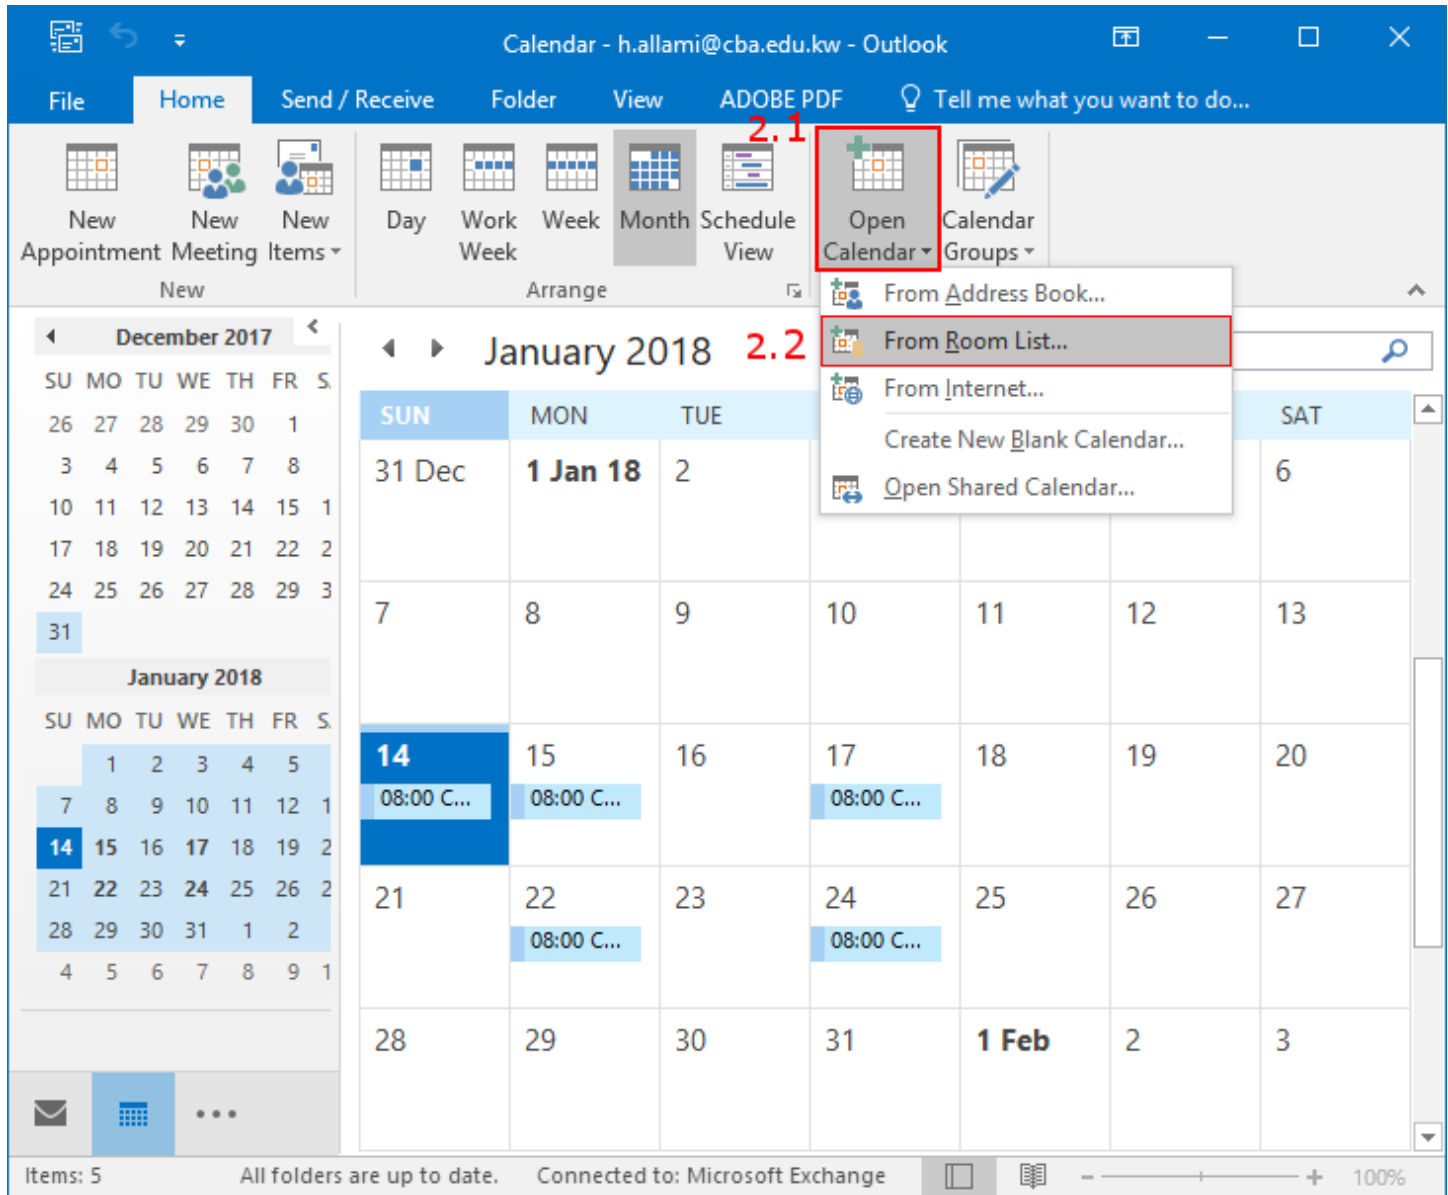 Calendar - h.allami@cba.edu.kw - Outlook
File Home Send / Receive Folder View ADOBE PDF Tell me what you want to do...
2.1
New Appointment
New Meeting
New Items
Day
Work Week
Week
Month
Schedule View
Open Calendar
Calendar Groups
New
Arrange
From Address Book...
2.2
From Room List...
From Internet...
Create New Blank Calendar...
Open Shared Calendar...
December 2017
SU MO TU WE TH FR S
26 27 28 29 30 1
3 4 5 6 7 8
10 11 12 13 14 15 1
17 18 19 20 21 22 2
24 25 26 27 28 29 3
31
January 2018
SU MO TU WE TH FR S
1 2 3 4 5
7 8 9 10 11 12 1
14 15 16 17 18 19 2
21 22 23 24 25 26 2
28 29 30 31 1 2
4 5 6 7 8 9 1
January 2018
SUN MON TUE SAT
31 Dec 1 Jan 18 2 6
7 8 9 10 11 12 13
14 15 16 17 18 19 20
08:00 C... 08:00 C... 08:00 C...
21 22 23 24 25 26 27
08:00 C... 08:00 C...
28 29 30 31 1 Feb 2 3
Items: 5 All folders are up to date. Connected to: Microsoft Exchange 100%